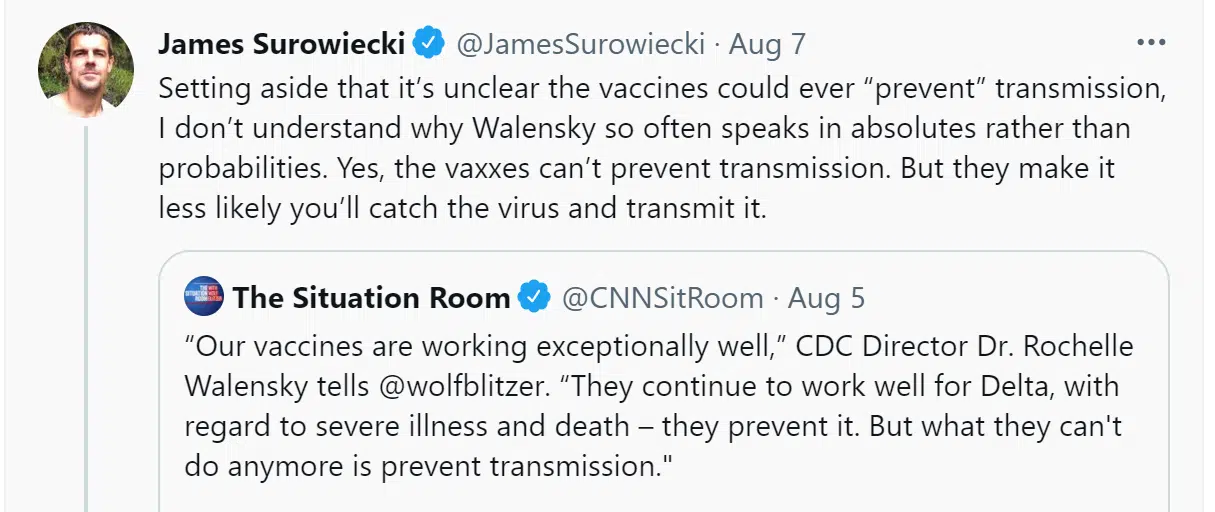 James Surowiecki @JamesSurowiecki · Aug 7
Setting aside that it’s unclear the vaccines could ever “prevent” transmission,
I don’t understand why Walensky so often speaks in absolutes rather than
probabilities. Yes, the vaxxes can’t prevent transmission. But they make it
less likely you’ll catch the virus and transmit it.
The Situation Room @CNNSitRoom · Aug 5
“Our vaccines are working exceptionally well,” CDC Director Dr. Rochelle
Walensky tells @wolfblitzer. “They continue to work well for Delta, with
regard to severe illness and death – they prevent it. But what they can't
do anymore is prevent transmission."